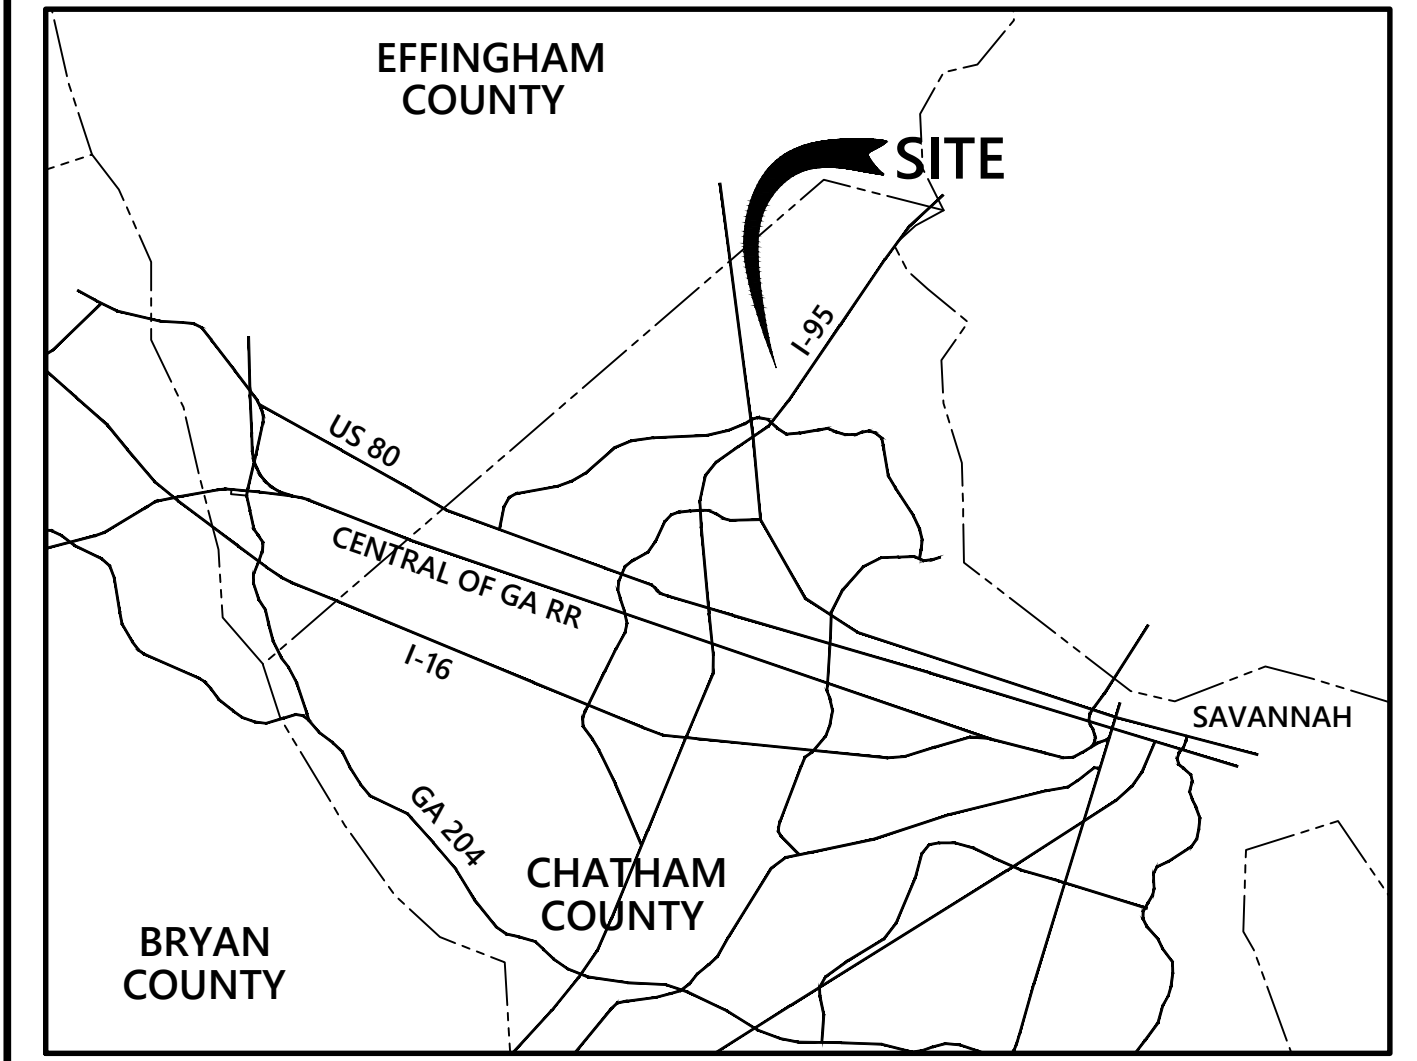 EFFINGHAM
COUNTY
SITE
I-95
US 80
CENTRAL OF GA RR
I-16
SAVANNAH
GA 204
CHATHAM
COUNTY
BRYAN
COUNTY